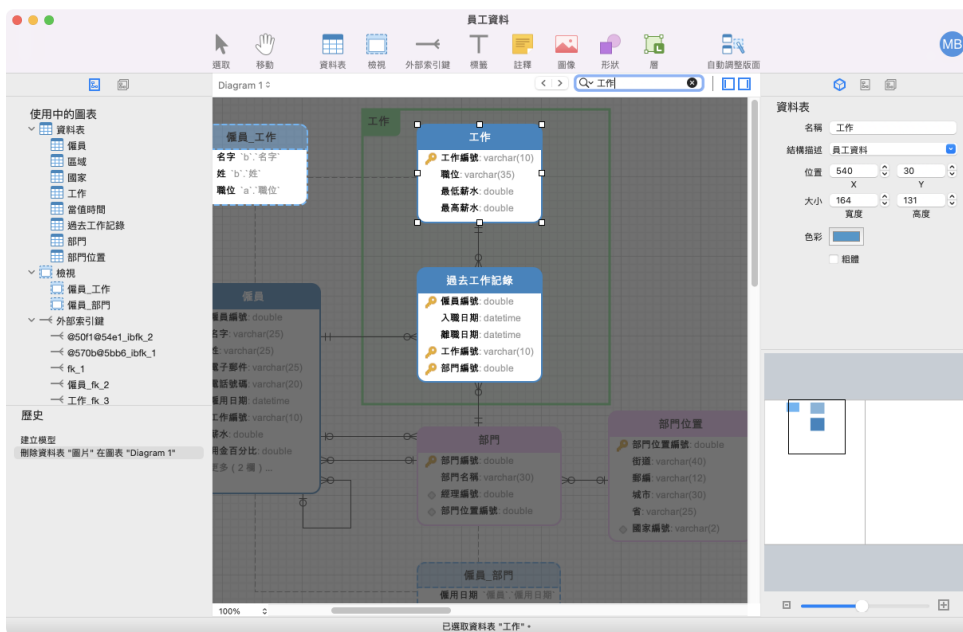 員工資料
選取
移動
資料表
檢視
外部索引鍵
標籤
註釋
圖像
形狀
層
自動調整版面
MB
Diagram 1
工作
使用中的圖表
資料表
僱員
區域
國家
工作
當值時間
過去工作記錄
部門
部門位置
檢視
僱員_工作
僱員_部門
外部索引鍵
@50f1@54e1_ibfk_2
@570b@5bb6_ibfk_1
fk_1
僱員_fk_2
工作_fk_3
歷史
建立模型
刪除資料表 "圖片" 在圖表 "Diagram 1"
僱員_工作
名字 `b`.`名字`
姓 `b`.`姓`
職位 `a`.`職位`
工作
工作
工作編號: varchar(10)
職位: varchar(35)
最低薪水: double
最高薪水: double
過去工作記錄
僱員編號: double
入職日期: datetime
離職日期: datetime
工作編號: varchar(10)
部門編號: double
僱員
僱員編號: double
名字: varchar(25)
姓: varchar(25)
電子郵件: varchar(25)
電話號碼: varchar(20)
僱用日期: datetime
工作編號: varchar(10)
薪水: double
佣金百分比: double
更多 ( 2 欄 ) ...
部門
部門編號: double
部門名稱: varchar(30)
經理編號: double
部門位置編號: double
部門位置
部門位置編號: double
街道: varchar(40)
郵編: varchar(12)
城市: varchar(30)
省: varchar(25)
國家編號: varchar(2)
僱員_部門
僱用日期 `僱員`.`僱用日期`
100%
資料表
名稱 工作
結構描述 員工資料
位置 540 30
X Y
大小 164 131
寬度 高度
色彩
粗體
已選取資料表 "工作"。